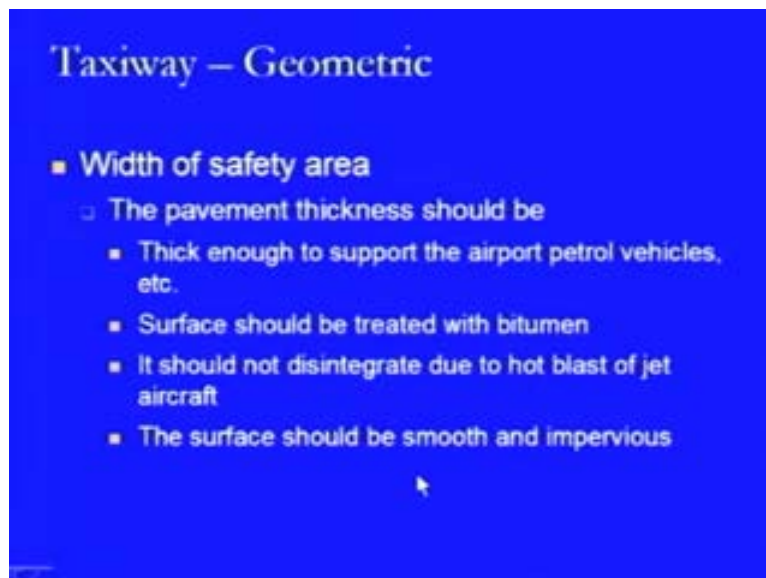 Taxiway – Geometric
Width of safety area
The pavement thickness should be
Thick enough to support the airport petrol vehicles,
etc.
Surface should be treated with bitumen
It should not disintegrate due to hot blast of jet
aircraft
The surface should be smooth and impervious